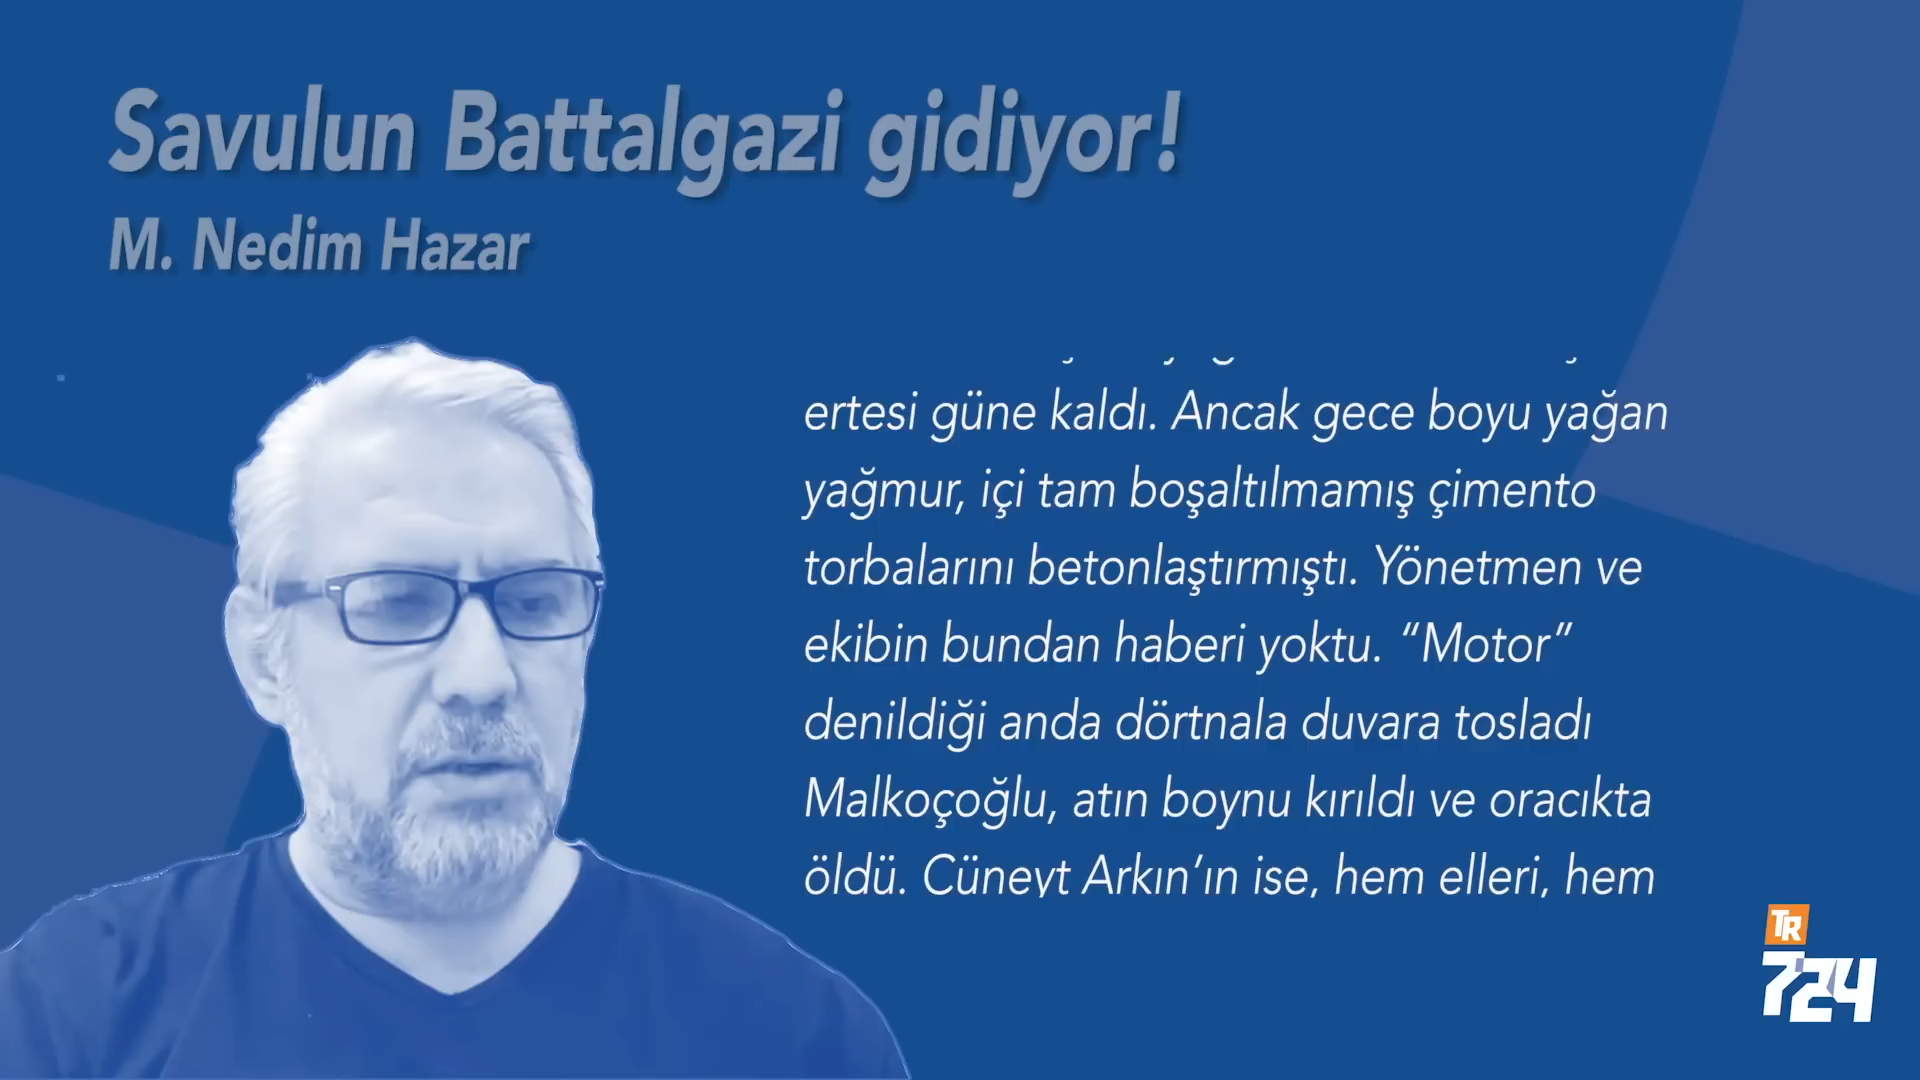 Savulun Battalgazi gidiyor!
M. Nedim Hazar
ertesi güne kaldı. Ancak gece boyu yağan
yağmur, içi tam boşaltılmamış çimento
torbalarını betonlaştırmıştı. Yönetmen ve
ekibin bundan haberi yoktu. “Motor”
denildiği anda dörtnala duvara tosladı
Malkoçoğlu, atın boynu kırıldı ve oracıkta
öldü. Cüneyt Arkın’ın ise, hem elleri, hem
TR
724